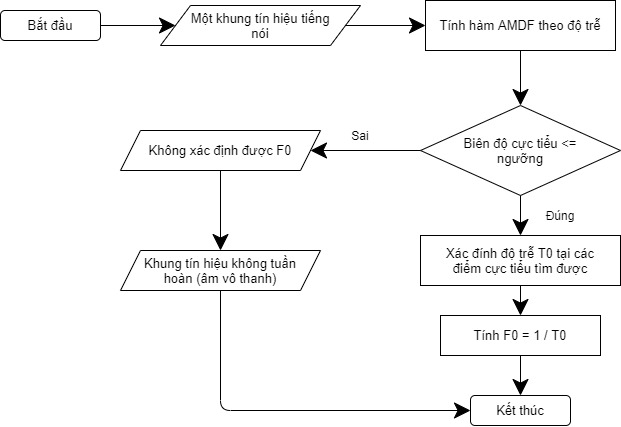 Bắt đầu
Một khung tín hiệu tiếng
nói
Tính hàm AMDF theo độ trễ
Biên độ cực tiểu <=
ngưỡng
Sai
Không xác định được F0
Đúng
Khung tín hiệu không tuần
hoàn (âm vô thanh)
Xác đính độ trễ T0 tại các
điểm cực tiểu tìm được
Tính F0 = 1 / T0
Kết thúc